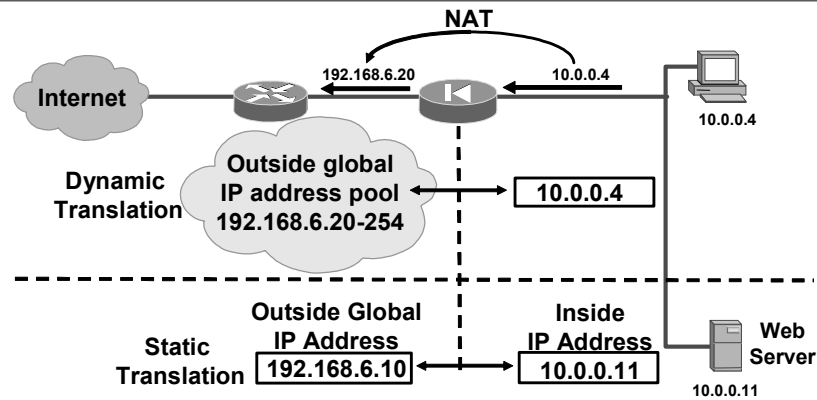 NAT
192.168.6.20
10.0.0.4
Internet
10.0.0.4
Dynamic
Translation
Outside global
IP address pool
192.168.6.20-254
10.0.0.4
Static
Translation
Outside Global
IP Address
192.168.6.10
Inside
IP Address
10.0.0.11
Web
Server
10.0.0.11